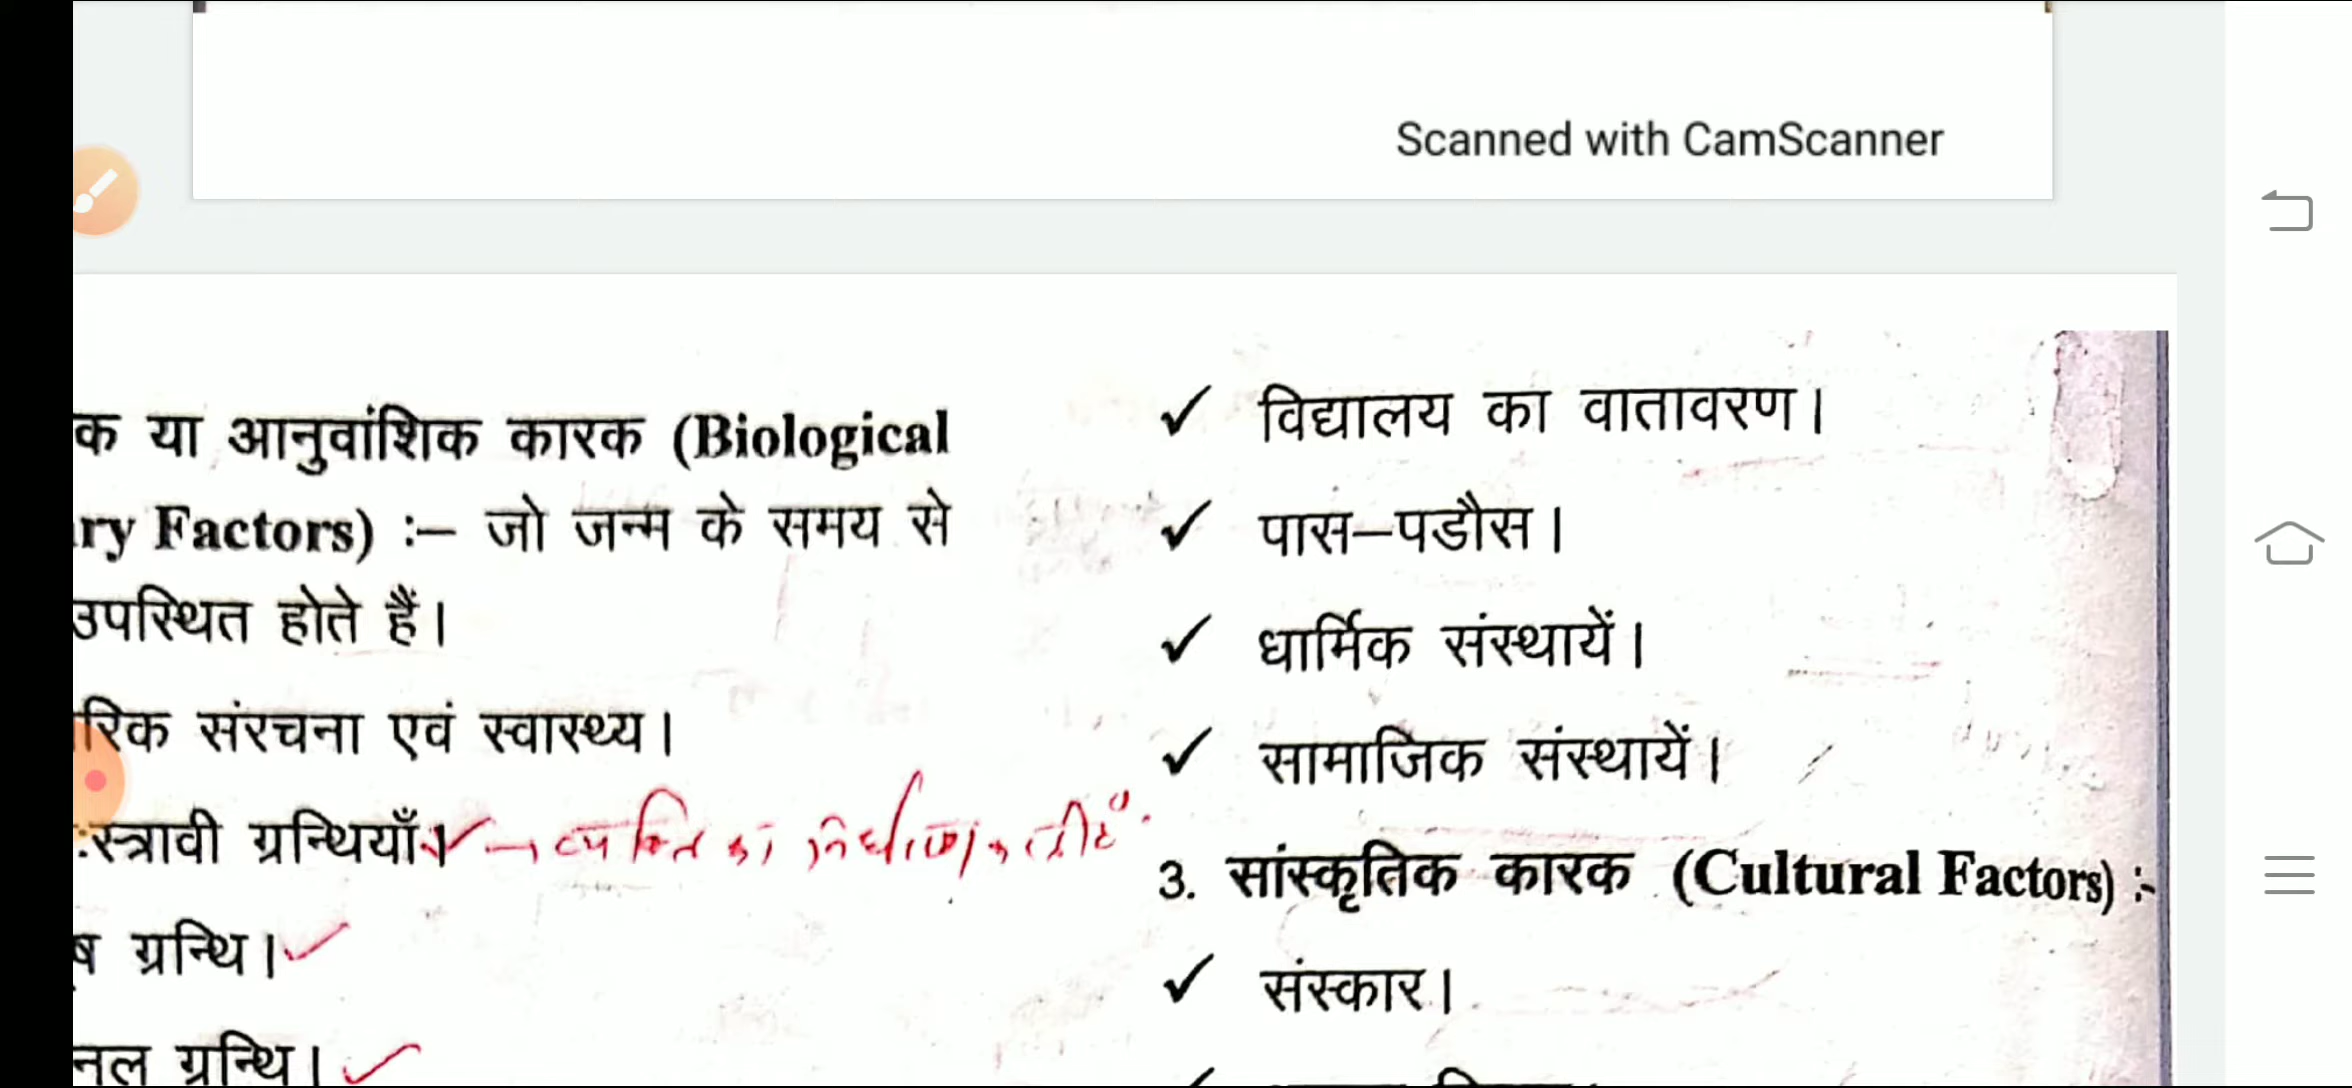 Scanned with CamScanner
क या आनुवांशिक कारक (Biological
ry Factors) :– जो जन्म के समय से
उपस्थित होते हैं।
रिक संरचना एवं स्वास्थ्य।
:स्त्रावी ग्रन्थियाँ।
ग्रन्थि।
नल ग्रन्थि।
✓ विद्यालय का वातावरण।
✓ पास–पडौस।
✓ धार्मिक संस्थायें।
✓ सामाजिक संस्थायें।
3. सांस्कृतिक कारक (Cultural Factors) :-
✓ संस्कार।